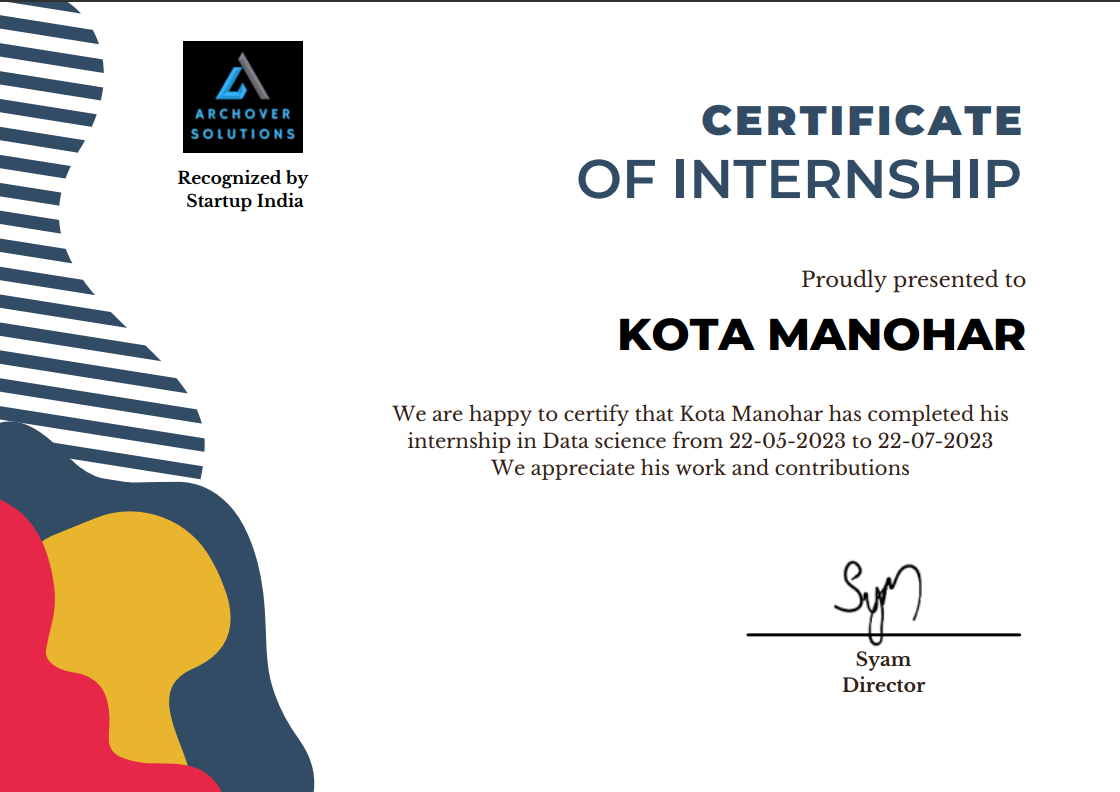 ARCHOVER
SOLUTIONS
Recognized by
Startup India
CERTIFICATE
OF INTERNSHIP
Proudly presented to
KOTA MANOHAR
We are happy to certify that Kota Manohar has completed his
internship in Data science from 22-05-2023 to 22-07-2023
We appreciate his work and contributions
Sym
Syam
Director